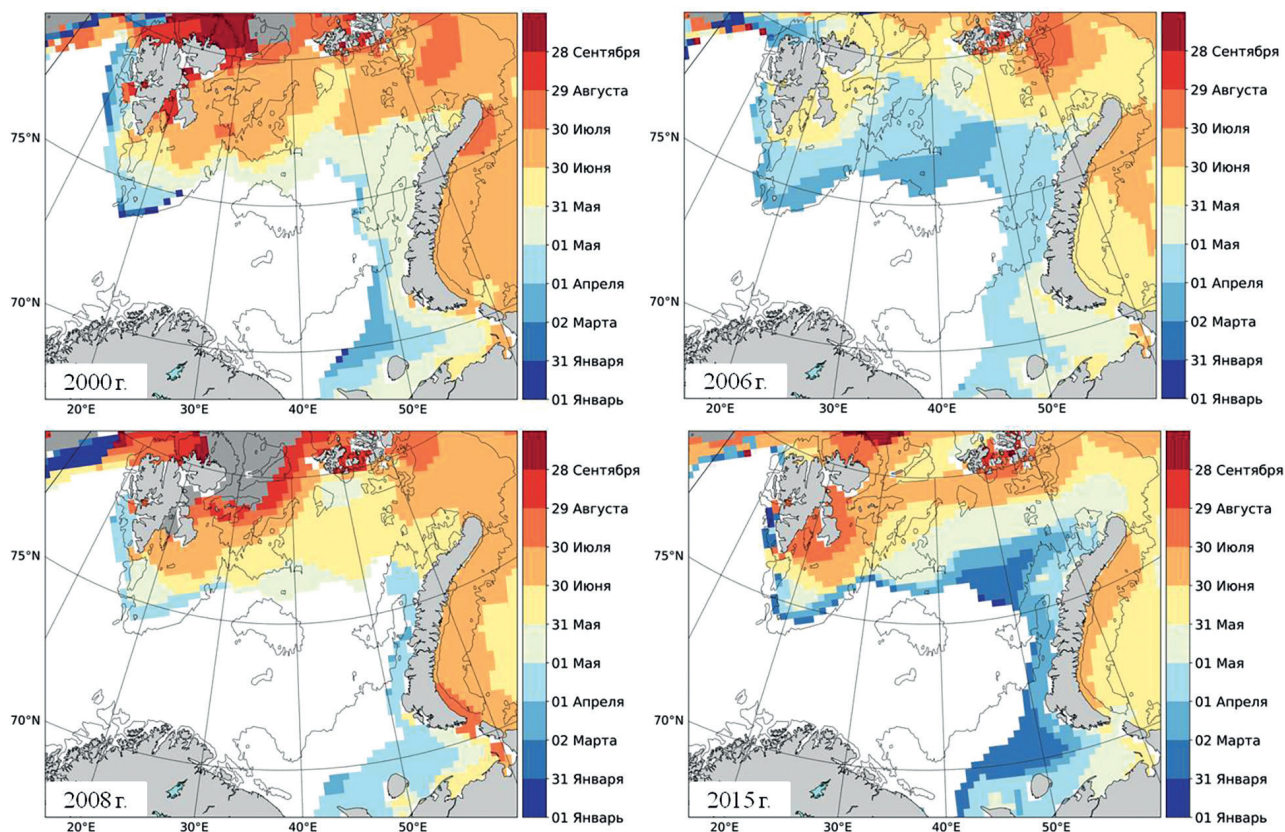 28 Сентября
29 Августа
30 Июля
30 Июня
31 Мая
01 Мая
01 Апреля
02 Марта
31 Января
01 Январь
75°N
70°N
20°E
30°E
40°E
50°E
2000 г.
28 Сентября
29 Августа
30 Июля
30 Июня
31 Мая
01 Мая
01 Апреля
02 Марта
31 Января
01 Январь
75°N
70°N
20°E
30°E
40°E
50°E
2006 г.
28 Сентября
29 Августа
30 Июля
30 Июня
31 Мая
01 Мая
01 Апреля
02 Марта
31 Января
01 Январь
75°N
70°N
20°E
30°E
40°E
50°E
2008 г.
28 Сентября
29 Августа
30 Июля
30 Июня
31 Мая
01 Мая
01 Апреля
02 Марта
31 Января
01 Январь
75°N
70°N
20°E
30°E
40°E
50°E
2015 г.